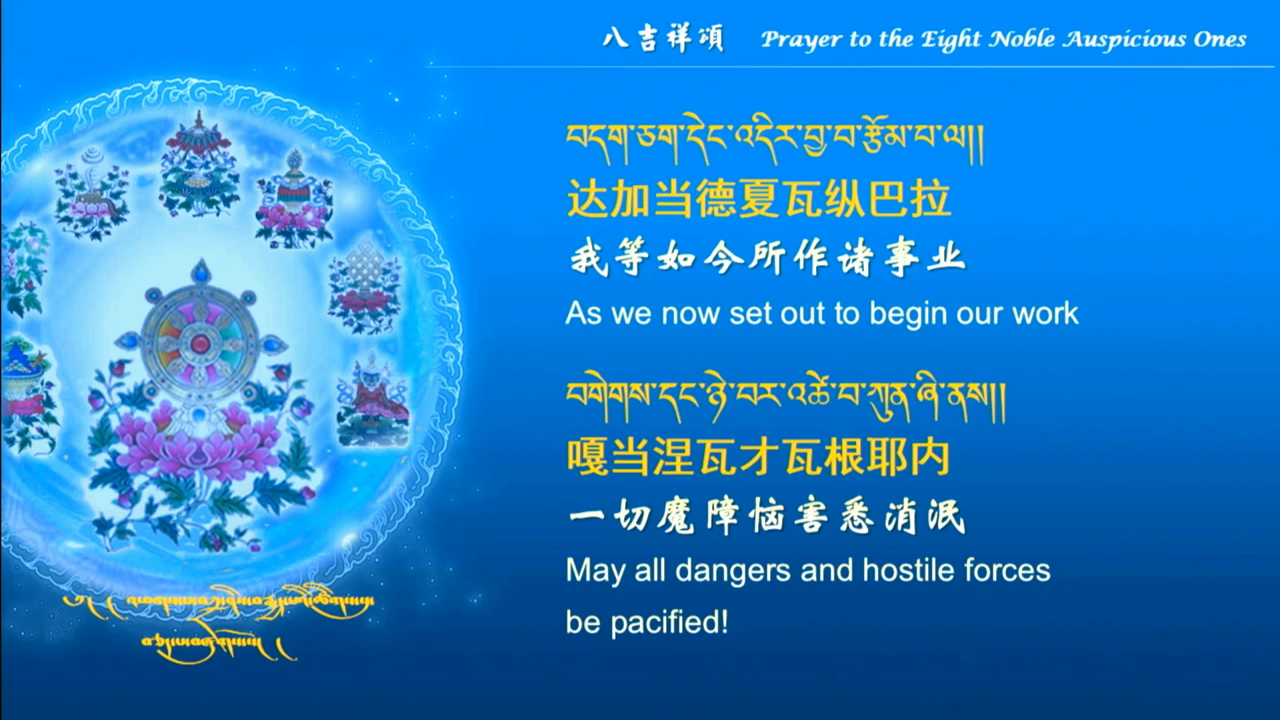 八吉祥頌 Prayer to the Eight Noble Auspicious Ones
བདག་ཅག་དེང་འདིར་བྱ་བ་རྩོམ་པ་ལ།།
达加当德夏瓦纵巴拉
我等如今所作诸事业
As we now set out to begin our work
བགེགས་དང་ཉེ་བར་འཚེ་བ་ཀུན་ཞི་ནས།།
嘎当涅瓦才瓦根耶内
一切魔障恼害悉消泯
May all dangers and hostile forces
be pacified!